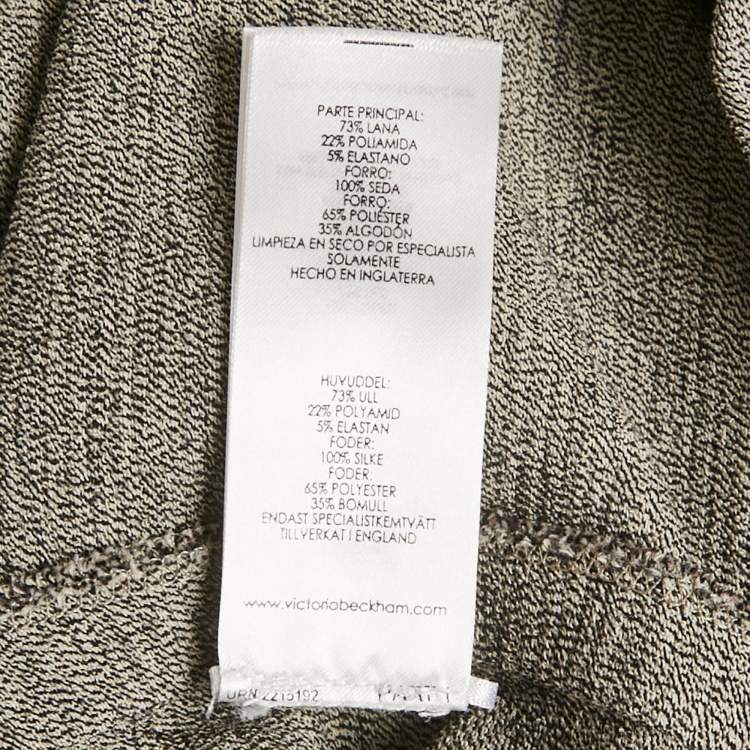 PARTE PRINCIPAL:
73% LANA
22% POLIAMIDA
5% ELASTANO
FORRO:
100% SEDA
FORRO:
65% POLIÉSTER
35% ALGODÓN
LIMPIEZA EN SECO POR ESPECIALISTA
SOLAMENTE
HECHO EN INGLATERRA
HUVUDDEL:
73% ULL
22% POLYAMID
5% ELASTAN
FODER:
100% SILKE
FODER:
65% POLYESTER
35% BOMULL
ENDAST SPECIALISTKEMTVÄTT
TILLVERKAT I ENGLAND
www.victoriabeckham.com